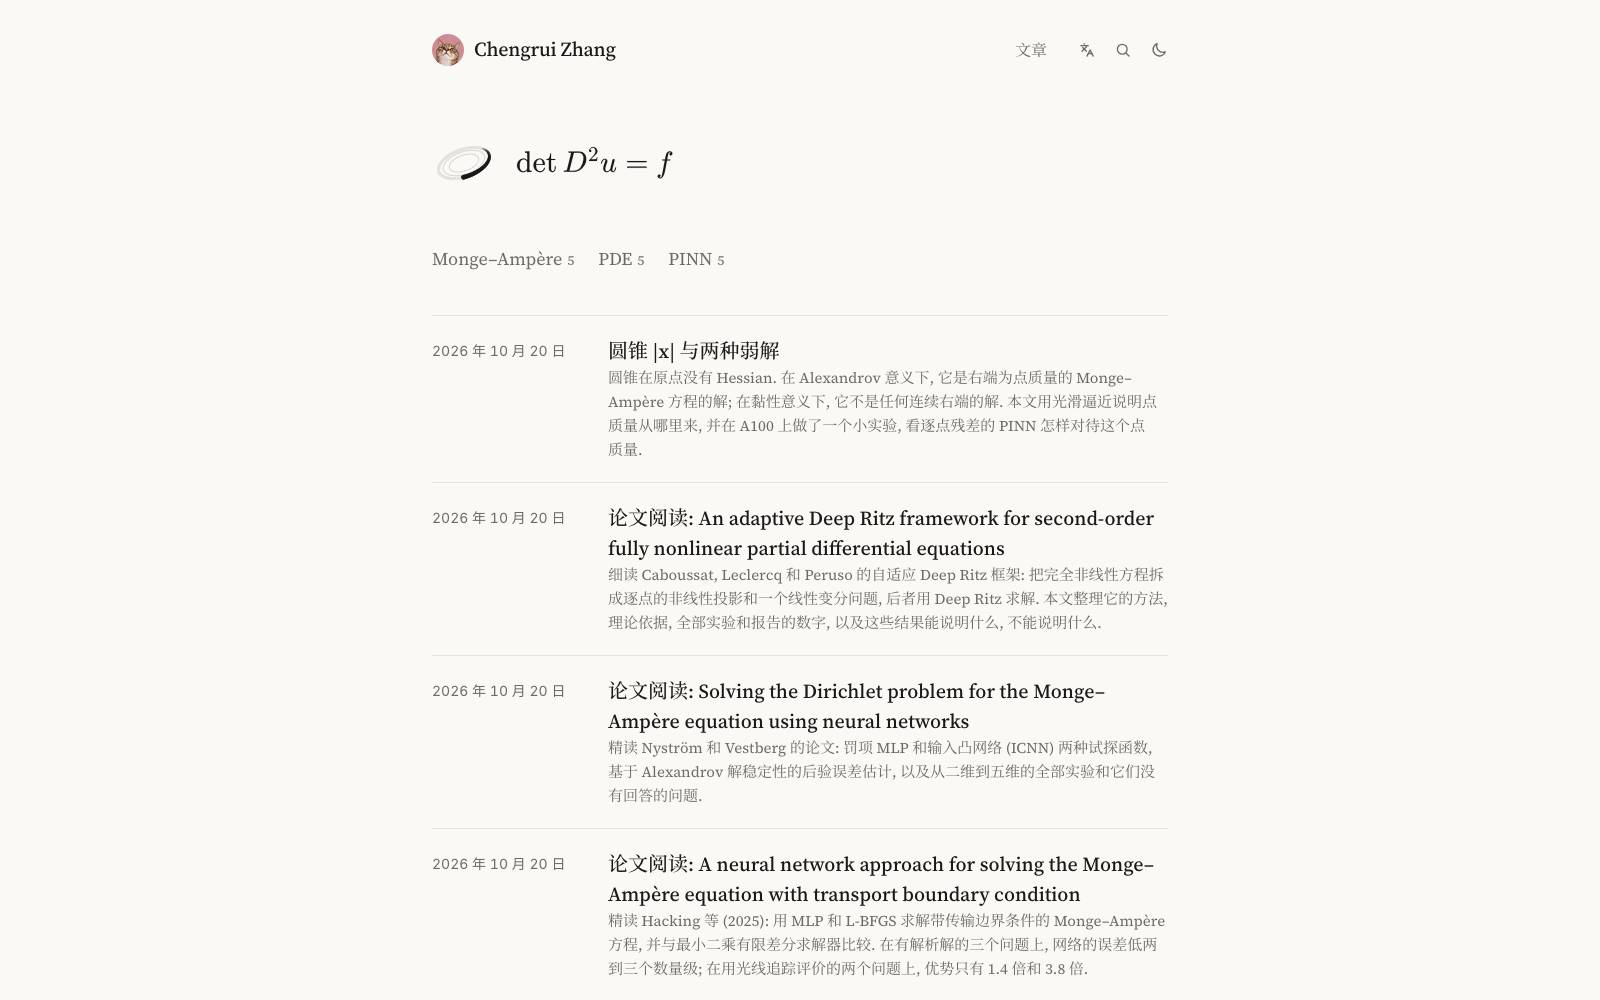 Chengrui Zhang
文章
det D²u = f
Monge–Ampère 5 PDE 5 PINN 5
2026 年 10 月 20 日
圆锥 |x| 与两种弱解
圆锥在原点没有 Hessian. 在 Alexandrov 意义下, 它是右端为点质量的 Monge–
Ampère 方程的解; 在黏性意义下, 它不是任何连续右端的解. 本文用光滑逼近说明点
质量从哪里来, 并在 A100 上做了一个小实验, 看逐点残差的 PINN 怎样对待这个点
质量.
2026 年 10 月 20 日
论文阅读: An adaptive Deep Ritz framework for second-order
fully nonlinear partial differential equations
细读 Caboussat, Leclercq 和 Peruso 的自适应 Deep Ritz 框架: 把完全非线性方程拆
成逐点的非线性投影和一个线性变分问题, 后者用 Deep Ritz 求解. 本文整理它的方法,
理论依据, 全部实验和报告的数字, 以及这些结果能说明什么, 不能说明什么.
2026 年 10 月 20 日
论文阅读: Solving the Dirichlet problem for the Monge–
Ampère equation using neural networks
精读 Nyström 和 Vestberg 的论文: 罚项 MLP 和输入凸网络 (ICNN) 两种试探函数,
基于 Alexandrov 解稳定性的后验误差估计, 以及从二维到五维的全部实验和它们没
有回答的问题.
2026 年 10 月 20 日
论文阅读: A neural network approach for solving the Monge–
Ampère equation with transport boundary condition
精读 Hacking 等 (2025): 用 MLP 和 L-BFGS 求解带传输边界条件的 Monge–Ampère
方程, 并与最小二乘有限差分求解器比较. 在有解析解的三个问题上, 网络的误差低两
到三个数量级; 在用光线追踪评价的两个问题上, 优势只有 1.4 倍和 3.8 倍.